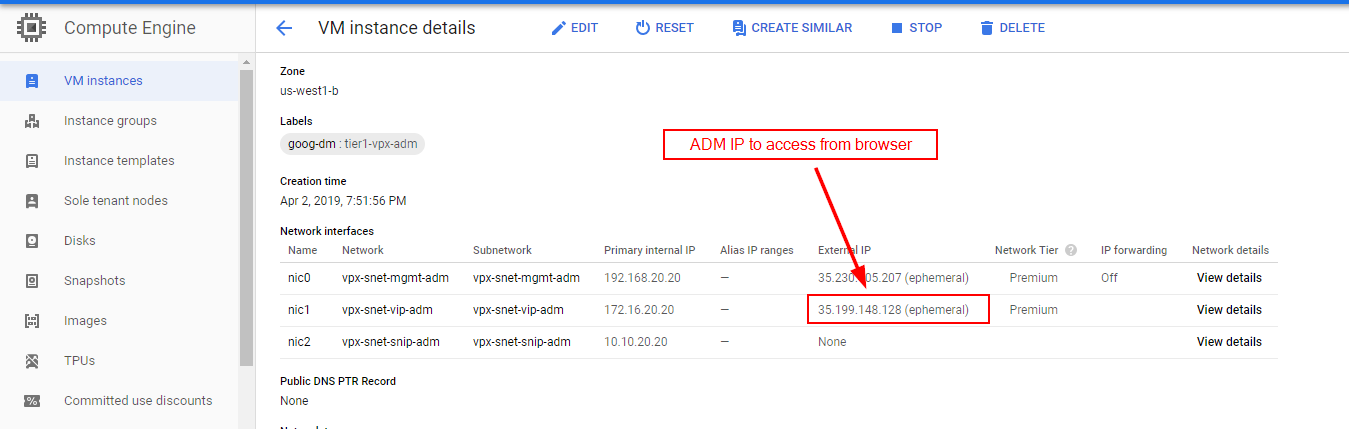 Compute Engine
VM instance details
EDIT
RESET
CREATE SIMILAR
STOP
DELETE
VM instances
Instance groups
Instance templates
Sole tenant nodes
Disks
Snapshots
Images
TPUs
Committed use discounts
Zone
us-west1-b
Labels
goog-dm : tier1-vpx-adm
ADM IP to access from browser
Creation time
Apr 2, 2019, 7:51:56 PM
Network interfaces
Name Network Subnetwork Primary internal IP Alias IP ranges External IP Network Tier ? IP forwarding Network details
nic0 vpx-snet-mgmt-adm vpx-snet-mgmt-adm 192.168.20.20 — (ephemeral) Premium Off View details
nic1 vpx-snet-vip-adm vpx-snet-vip-adm 172.16.20.20 — 35.199.148.128 (ephemeral) Premium View details
nic2 vpx-snet-snip-adm vpx-snet-snip-adm 10.10.20.20 — None View details
Public DNS PTR Record
None